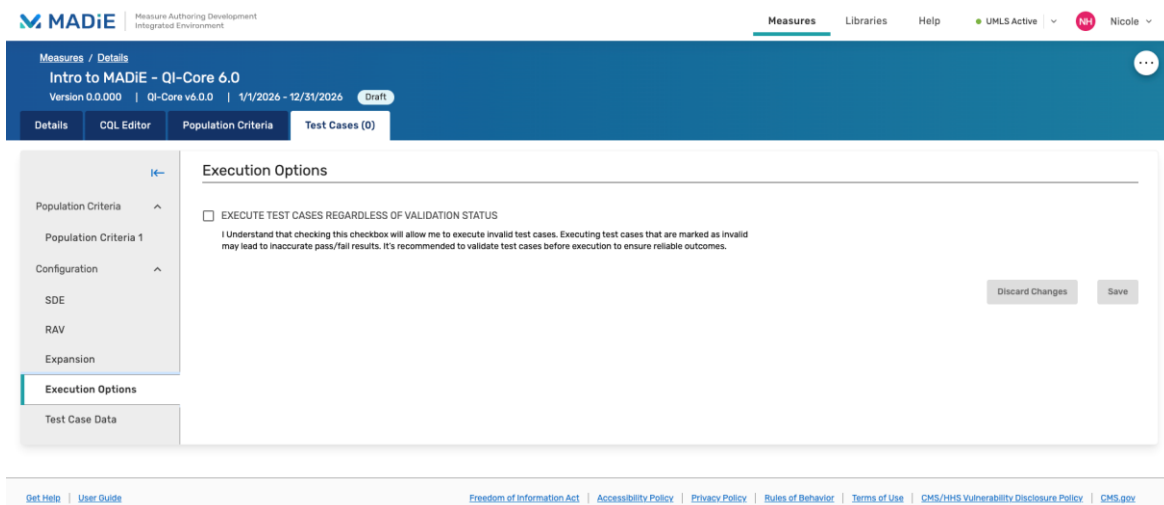 MADiE
Measure Authoring Development
Integrated Environment
Measures
Libraries
Help
UMLS Active
NH
Nicole
Measures / Details
Intro to MADiE - QI-Core 6.0
Version 0.0.000 | QI-Core v6.0.0 | 1/1/2026 - 12/31/2026 Draft
Details
CQL Editor
Population Criteria
Test Cases (0)
Population Criteria
Population Criteria 1
Configuration
SDE
RAV
Expansion
Execution Options
Test Case Data
Execution Options
EXECUTE TEST CASES REGARDLESS OF VALIDATION STATUS
I Understand that checking this checkbox will allow me to execute invalid test cases. Executing test cases that are marked as invalid
may lead to inaccurate pass/fail results. It's recommended to validate test cases before execution to ensure reliable outcomes.
Discard Changes
Save
Get Help | User Guide
Freedom of Information Act | Accessibility Policy | Privacy Policy | Rules of Behavior | Terms of Use | CMS/HHS Vulnerability Disclosure Policy | CMS.gov